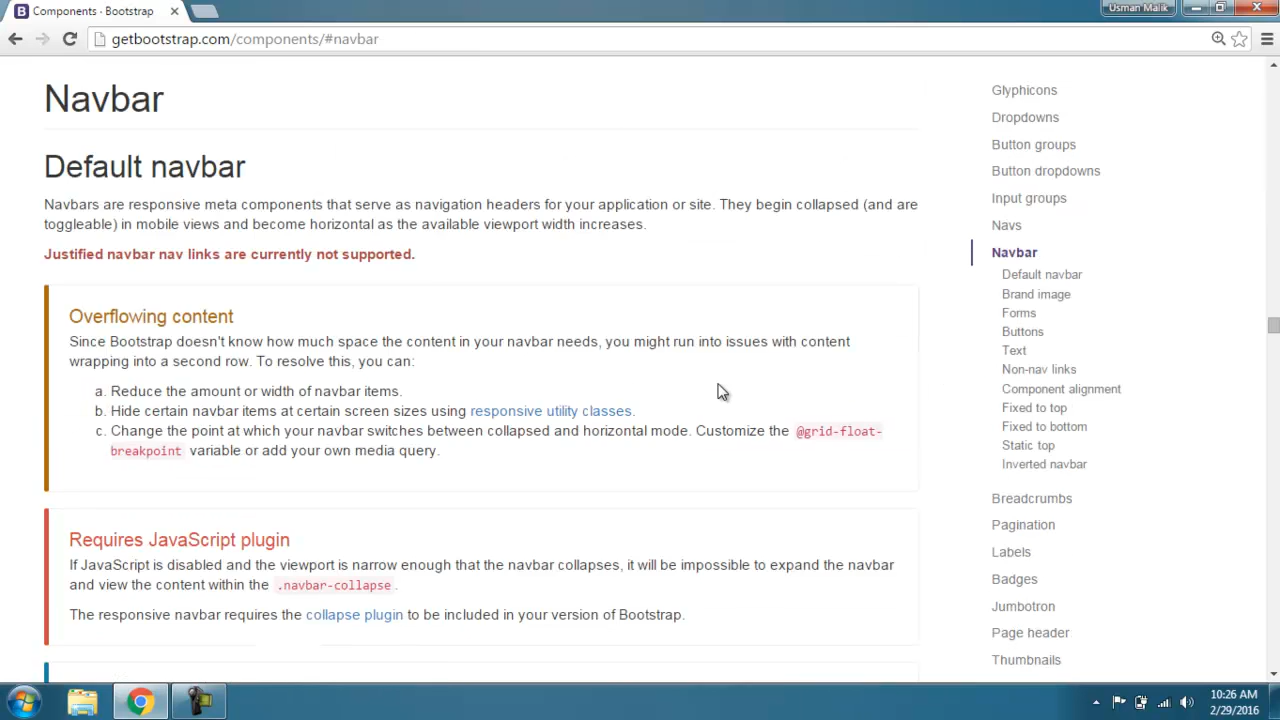 Components · Bootstrap
Usman Malik
getbootstrap.com/components/#navbar
Navbar
Default navbar
Navbars are responsive meta components that serve as navigation headers for your application or site. They begin collapsed (and are
toggleable) in mobile views and become horizontal as the available viewport width increases.
Justified navbar nav links are currently not supported.
Overflowing content
Since Bootstrap doesn't know how much space the content in your navbar needs, you might run into issues with content
wrapping into a second row. To resolve this, you can:
a. Reduce the amount or width of navbar items.
b. Hide certain navbar items at certain screen sizes using responsive utility classes.
c. Change the point at which your navbar switches between collapsed and horizontal mode. Customize the @grid-float-
breakpoint variable or add your own media query.
Requires JavaScript plugin
If JavaScript is disabled and the viewport is narrow enough that the navbar collapses, it will be impossible to expand the navbar
and view the content within the .navbar-collapse.
The responsive navbar requires the collapse plugin to be included in your version of Bootstrap.
Glyphicons
Dropdowns
Button groups
Button dropdowns
Input groups
Navs
Navbar
Default navbar
Brand image
Forms
Buttons
Text
Non-nav links
Component alignment
Fixed to top
Fixed to bottom
Static top
Inverted navbar
Breadcrumbs
Pagination
Labels
Badges
Jumbotron
Page header
Thumbnails
10:26 AM
2/29/2016